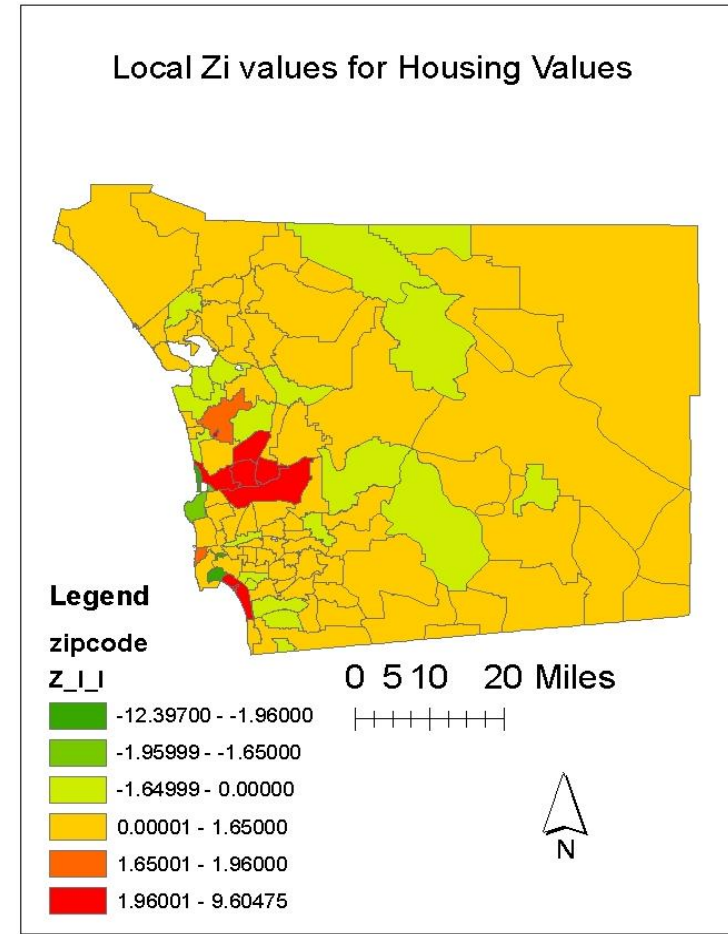 Local Zi values for Housing Values
Legend
zipcode
Z_I_I
-12.39700 - -1.96000
-1.95999 - -1.65000
-1.64999 - 0.00000
0.00001 - 1.65000
1.65001 - 1.96000
1.96001 - 9.60475
0 5 10 20 Miles
N